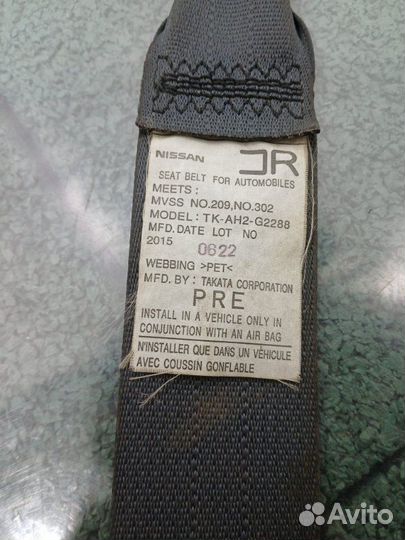 NISSAN JR
SEAT BELT FOR AUTOMOBILES
MEETS:
MVSS NO.209,NO.302
MODEL: TK-AH2-G2288
MFD.DATE LOT NO
2015 0622
WEBBING >PET<
MFD.BY: TAKATA CORPORATION
PRE
INSTALL IN A VEHICLE ONLY IN
CONJUNCTION WITH AN AIR BAG
N'INSTALLER QUE DANS UN VÉHICULE
AVEC COUSSIN GONFLABLE
Avito